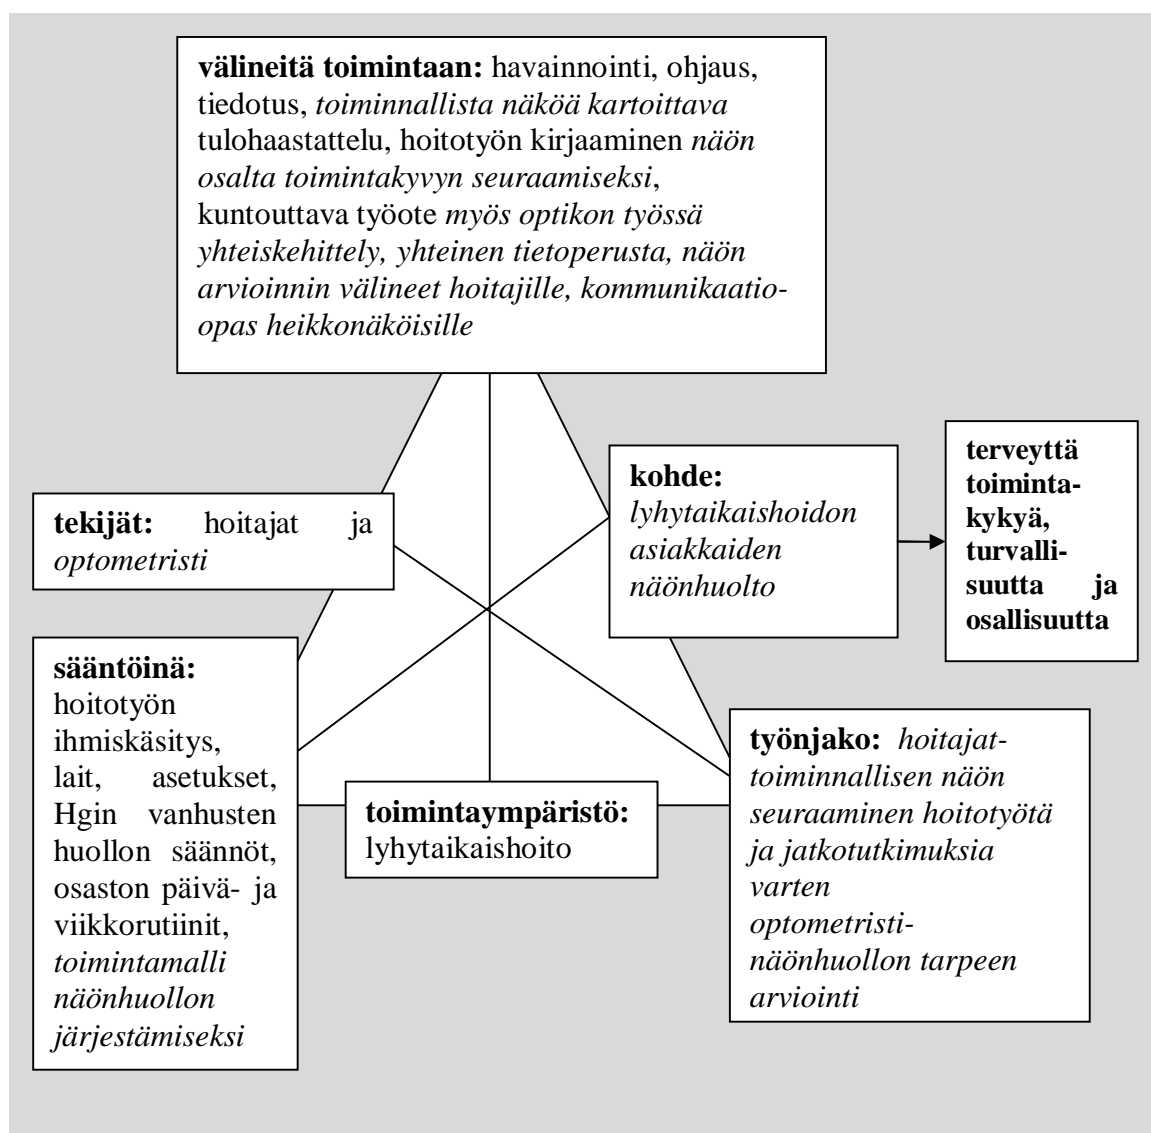 välineitä toimintaan: havainnointi, ohjaus,
tiedotus, toiminnallista näköä kartoittava
tulohaastattelu, hoitotyön kirjaaminen näön
osalta toimintakyvyn seuraamiseksi,
kuntouttava työote myös optikon työssä
yhteiskehittely, yhteinen tietoperusta, näön
arvioinnin välineet hoitajille, kommunikaatio-
opas heikkonäköisille
tekijät: hoitajat ja
optometristi
kohde:
lyhytaikaishoidon
asiakkaiden
näönhuolto
terveyttä
toiminta-
kykyä,
turvalli-
suutta ja
osallisuutta
sääntöinä:
hoitotyön
ihmiskäsitys,
lait, asetukset,
Hgin vanhusten
huollon säännöt,
osaston päivä- ja
viikkorutiinit,
toimintamalli
näönhuollon
järjestämiseksi
toimintaympäristö:
lyhytaikaishoito
työnjako: hoitajat-
toiminnallisen näön
seuraaminen hoitotyötä
ja jatkotutkimuksia
varten
optometristi-
näönhuollon tarpeen
arviointi